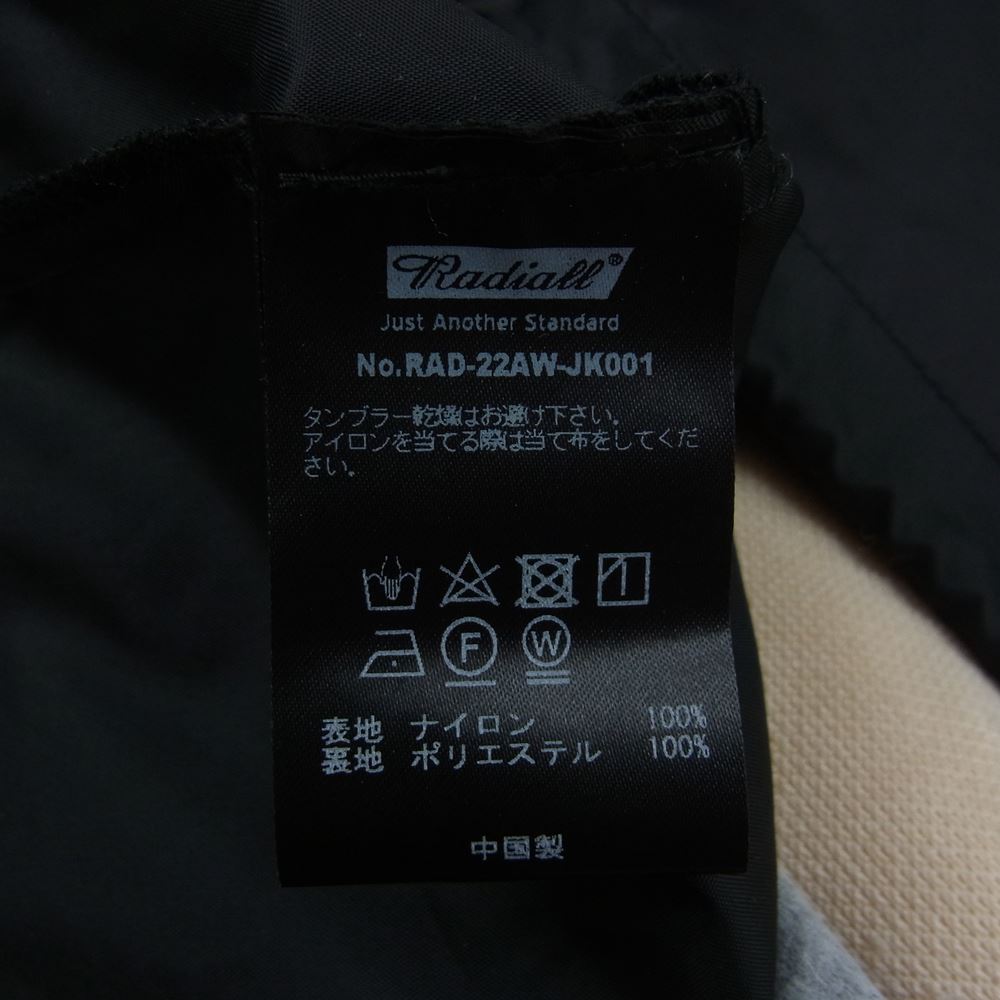 Radiall®
Just Another Standard
No.RAD-22AW-JK001
タンブラー乾燥はお避け下さい。
アイロンを当てる際は当て布をしてくだ
さい。
F W
表地 ナイロン 100%
裏地 ポリエステル 100%
中国製